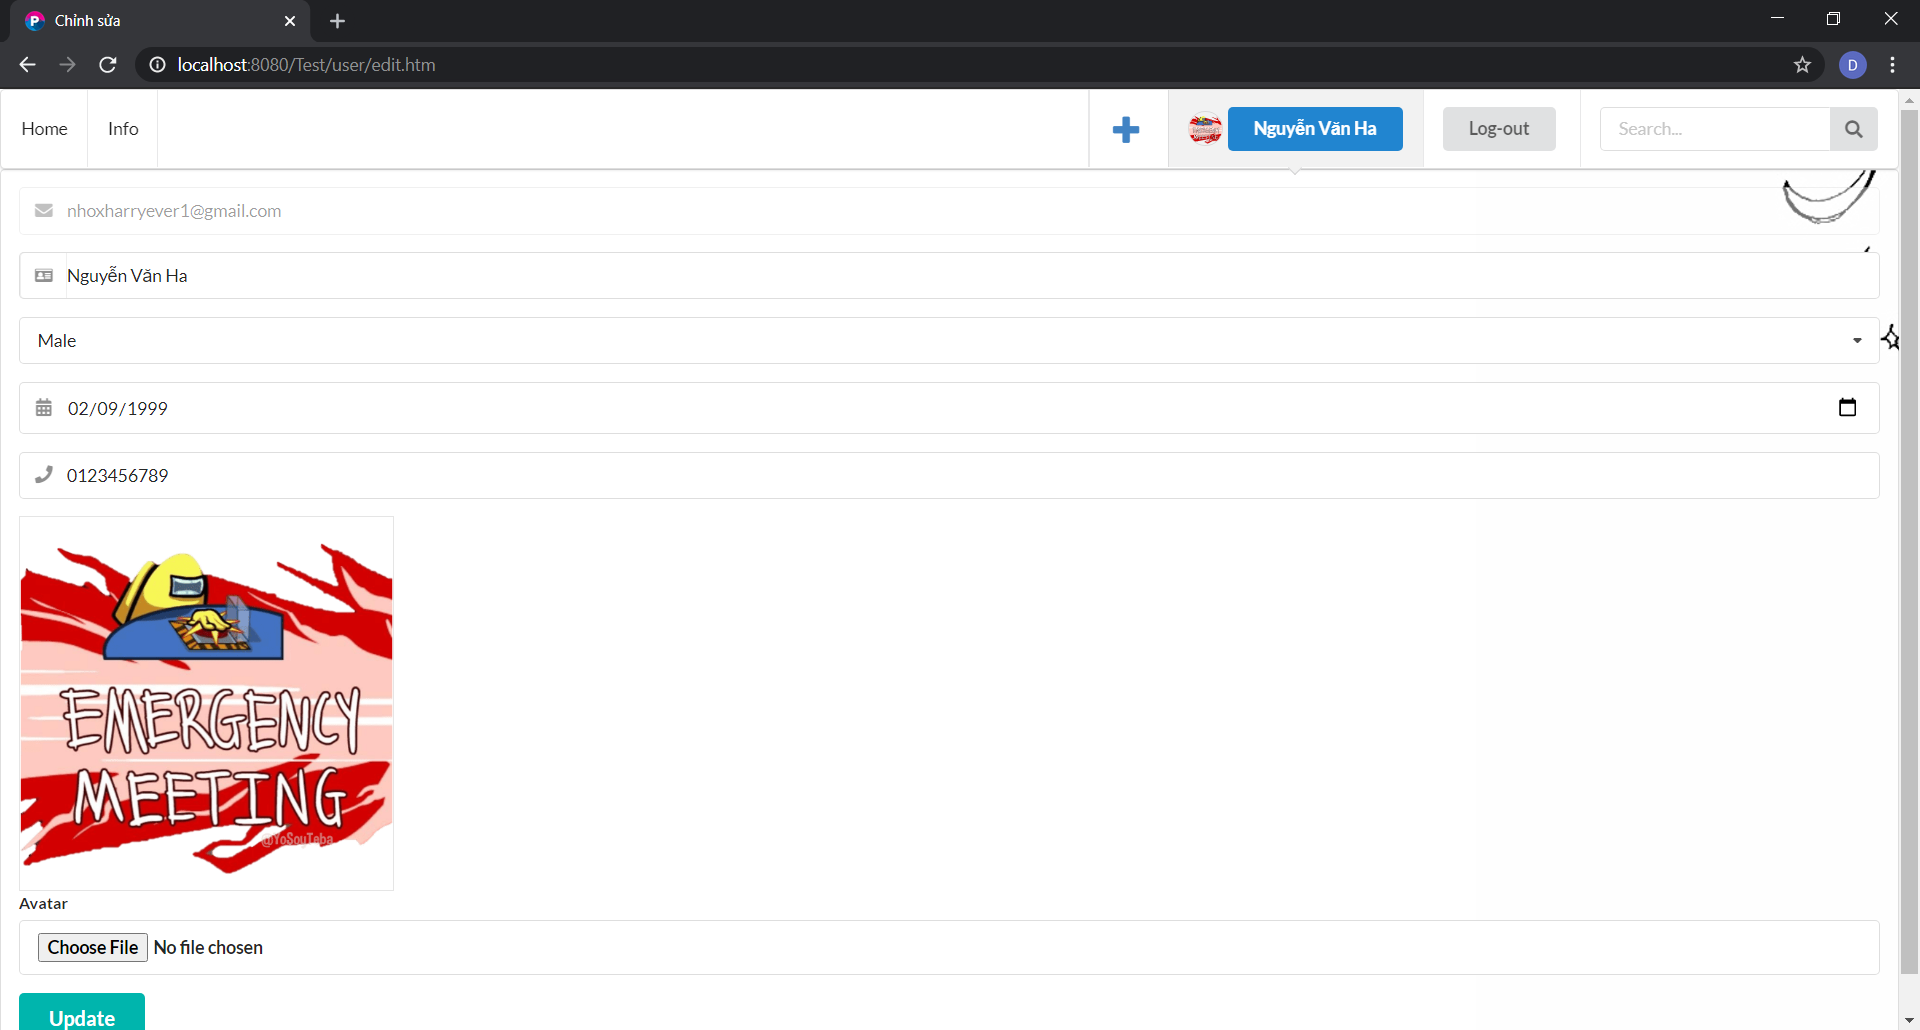 Chỉnh sửa
localhost:8080/Test/user/edit.htm
D
Home
Info
Nguyễn Văn Ha
Log-out
Search...
nhoxharryever1@gmail.com
Nguyễn Văn Ha
Male
02/09/1999
0123456789
EMERGENCY
MEETING
@YoSouTeba
Avatar
Choose File No file chosen
Update